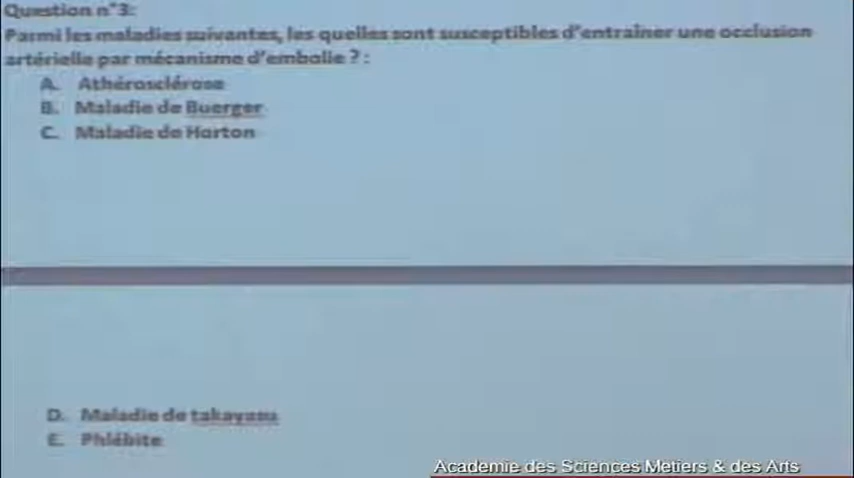 Question n°3:
Parmi les maladies suivantes, les quelles sont susceptibles d'entraîner une occlusion
artérielle par mécanisme d'embolie ? :
A. Athérosclérose
B. Maladie de Buerger
C. Maladie de Horton
D. Maladie de takayasu
E. Phlébite
Academie des Sciences Metiers & des Arts